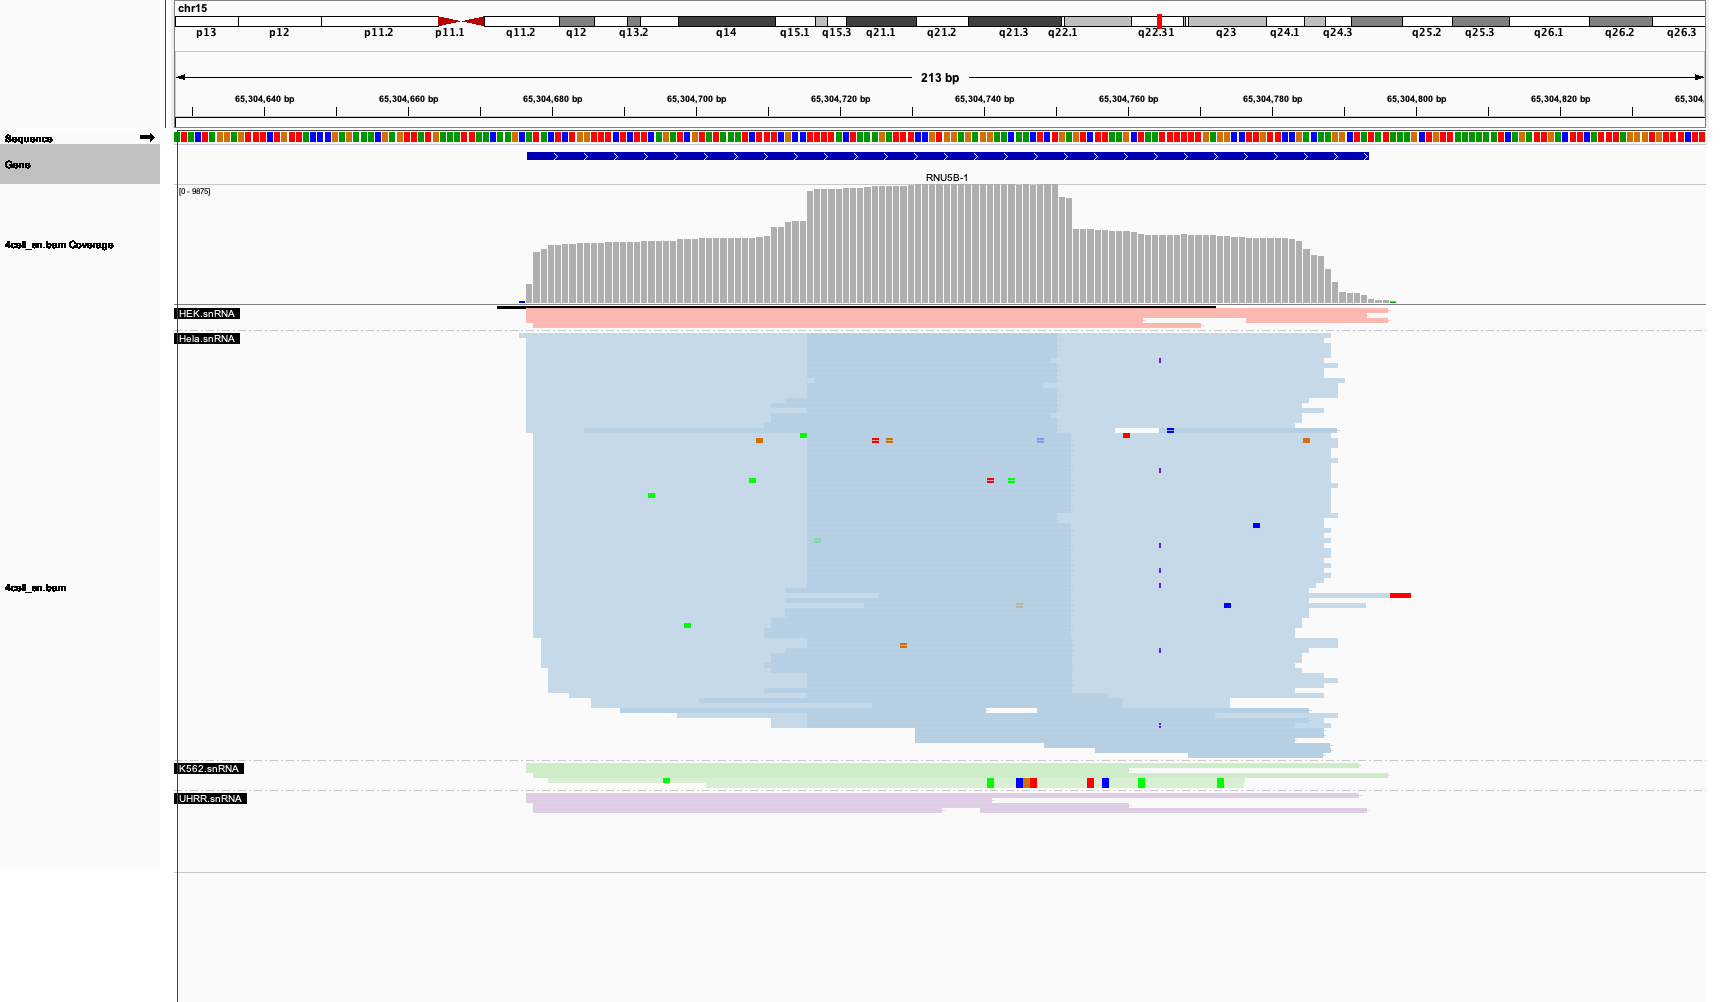 chr15
p13 p12 p11.2 p11.1 q11.2 q12 q13.2 q14 q15.1 q15.3 q21.1 q21.2 q21.3 q22.1 q22.31 q23 q24.1 q24.3 q25.2 q25.3 q26.1 q26.2 q26.3
213 bp
65,304,640 bp 65,304,660 bp 65,304,680 bp 65,304,700 bp 65,304,720 bp 65,304,740 bp 65,304,760 bp 65,304,780 bp 65,304,800 bp 65,304,820 bp 65,304,
Sequence
Gene
RNU5B-1
[0 - 9875]
4cell_sn.bam Coverage
HEK.snRNA
Hela.snRNA
4cell_sn.bam
K562.snRNA
UHRR.snRNA